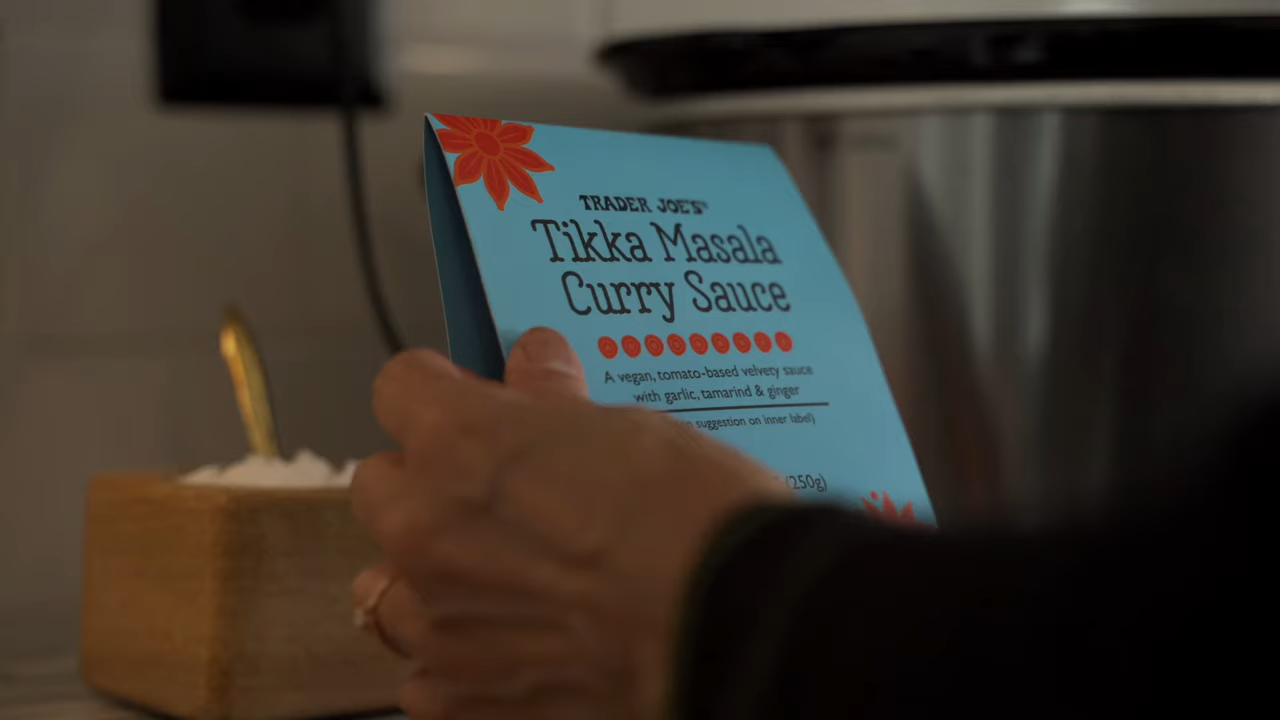 TRADER JOE'S
Tikka Masala
Curry Sauce
A vegan, tomato-based velvety sauce
with garlic, tamarind & ginger
suggestion on inner label)
(250g)